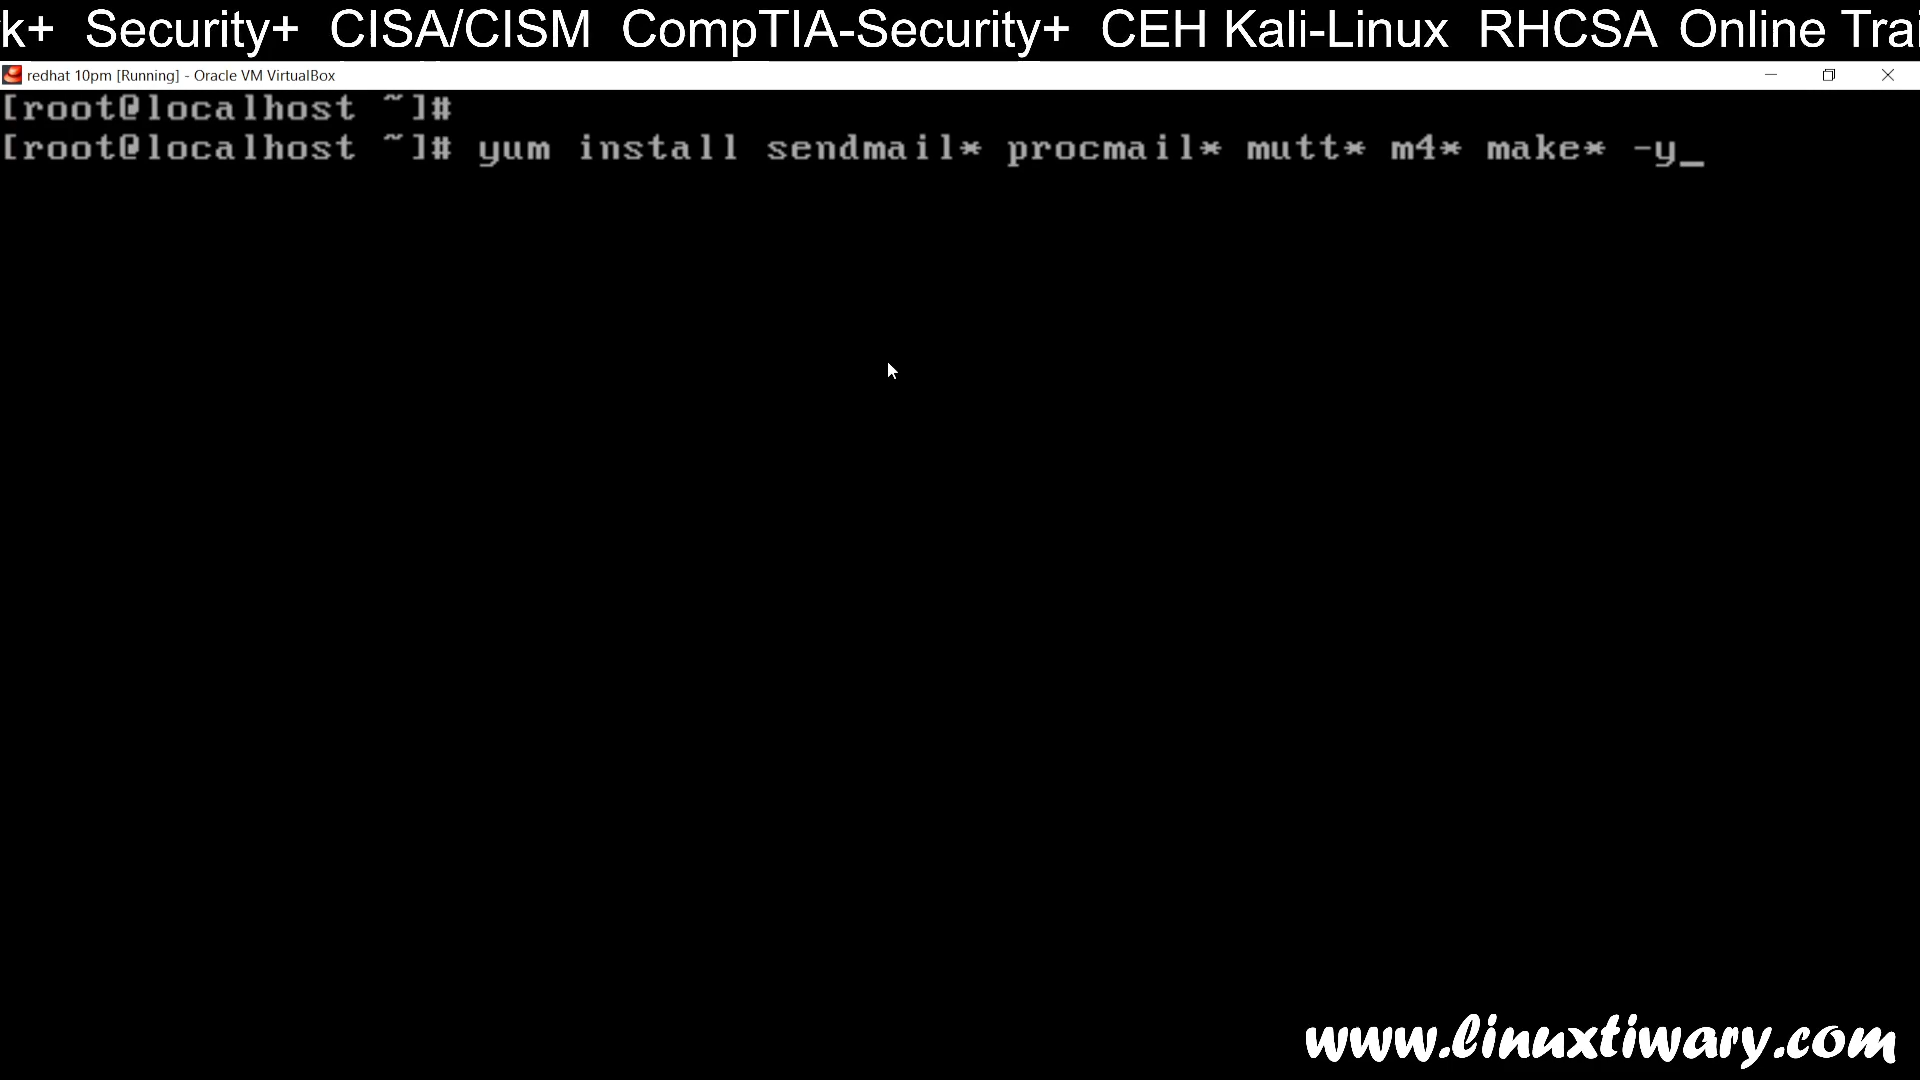 k+ Security+ CISA/CISM CompTIA-Security+ CEH Kali-Linux RHCSA Online Trai
redhat 10pm [Running] - Oracle VM VirtualBox
[root@localhost ~]#
[root@localhost ~]# yum install sendmail* procmail* mutt* m4* make* -y_
www.linuxtiwary.com